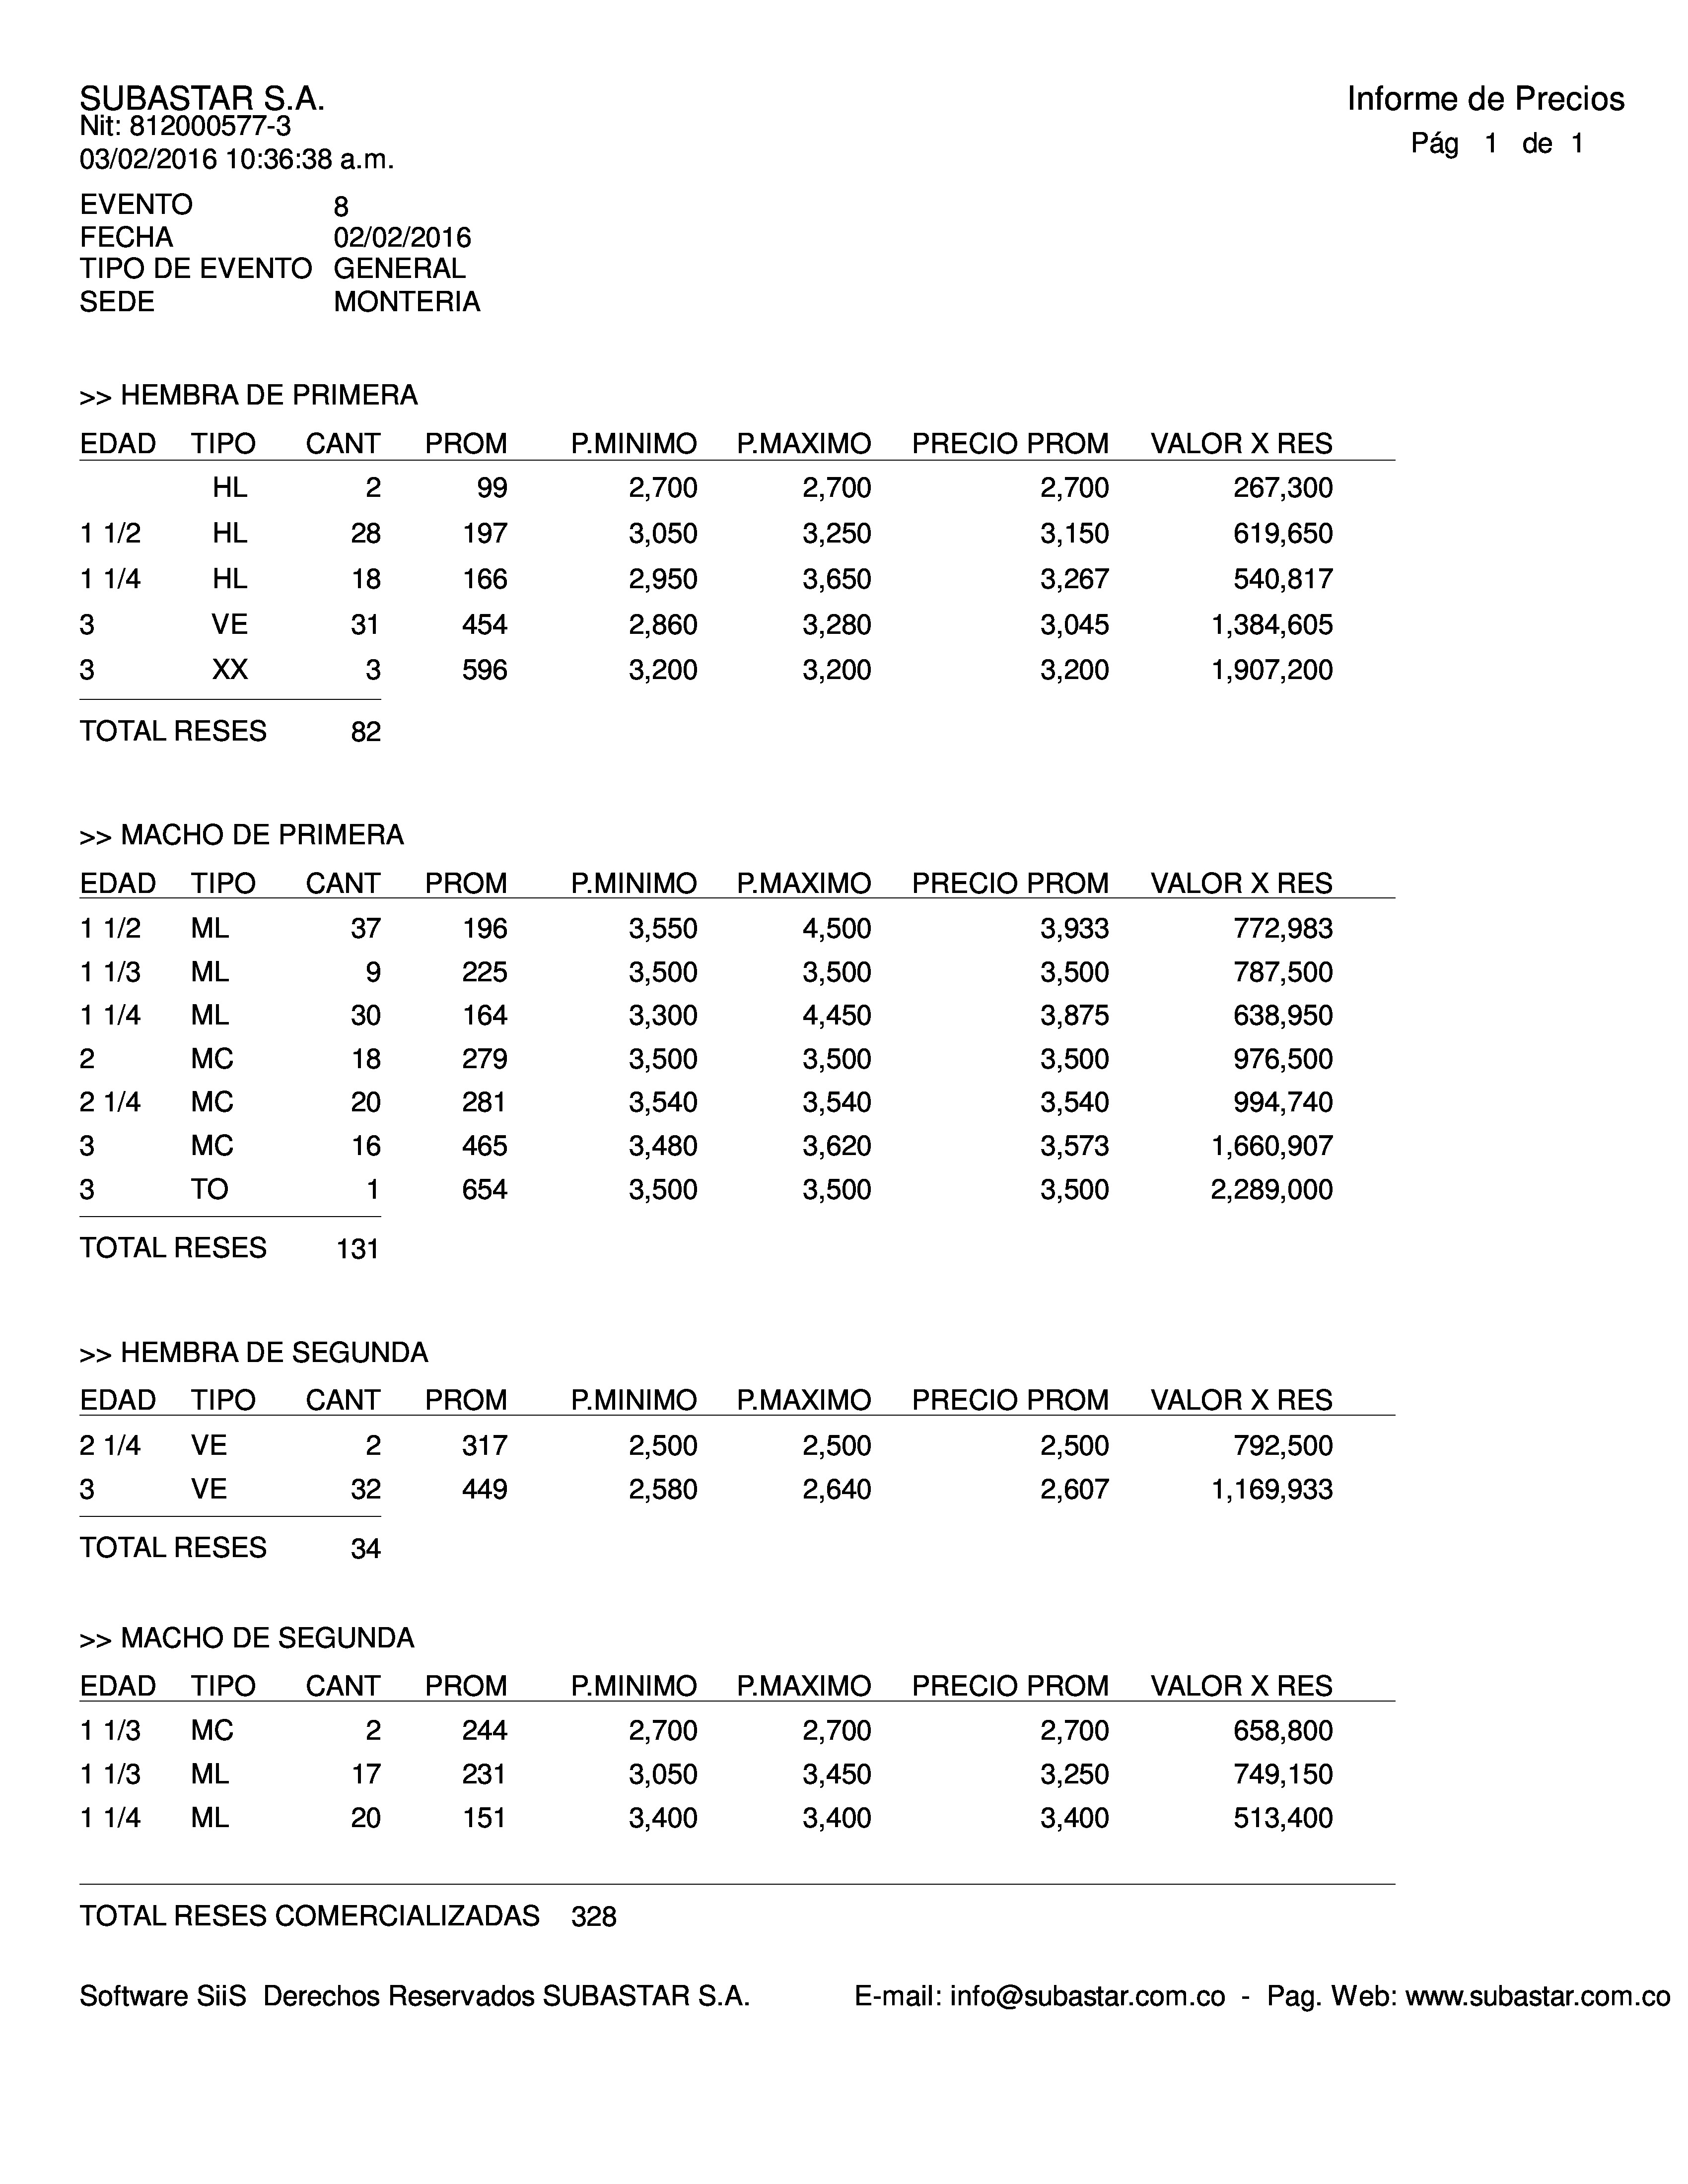 SUBASTAR S.A.
Informe de Precios
Nit: 812000577-3
Pág 1 de 1
03/02/2016 10:36:38 a.m.
EVENTO 8
FECHA 02/02/2016
TIPO DE EVENTO GENERAL
SEDE MONTERIA
>> HEMBRA DE PRIMERA
EDAD TIPO CANT PROM P.MINIMO P.MAXIMO PRECIO PROM VALOR X RES
HL 2 99 2,700 2,700 2,700 267,300
1 1/2 HL 28 197 3,050 3,250 3,150 619,650
1 1/4 HL 18 166 2,950 3,650 3,267 540,817
3 VE 31 454 2,860 3,280 3,045 1,384,605
3 XX 3 596 3,200 3,200 3,200 1,907,200
TOTAL RESES 82
>> MACHO DE PRIMERA
EDAD TIPO CANT PROM P.MINIMO P.MAXIMO PRECIO PROM VALOR X RES
1 1/2 ML 37 196 3,550 4,500 3,933 772,983
1 1/3 ML 9 225 3,500 3,500 3,500 787,500
1 1/4 ML 30 164 3,300 4,450 3,875 638,950
2 MC 18 279 3,500 3,500 3,500 976,500
2 1/4 MC 20 281 3,540 3,540 3,540 994,740
3 MC 16 465 3,480 3,620 3,573 1,660,907
3 TO 1 654 3,500 3,500 3,500 2,289,000
TOTAL RESES 131
>> HEMBRA DE SEGUNDA
EDAD TIPO CANT PROM P.MINIMO P.MAXIMO PRECIO PROM VALOR X RES
2 1/4 VE 2 317 2,500 2,500 2,500 792,500
3 VE 32 449 2,580 2,640 2,607 1,169,933
TOTAL RESES 34
>> MACHO DE SEGUNDA
EDAD TIPO CANT PROM P.MINIMO P.MAXIMO PRECIO PROM VALOR X RES
1 1/3 MC 2 244 2,700 2,700 2,700 658,800
1 1/3 ML 17 231 3,050 3,450 3,250 749,150
1 1/4 ML 20 151 3,400 3,400 3,400 513,400
TOTAL RESES COMERCIALIZADAS 328
Software SiiS Derechos Reservados SUBASTAR S.A. E-mail: info@subastar.com.co - Pag. Web: www.subastar.com.co